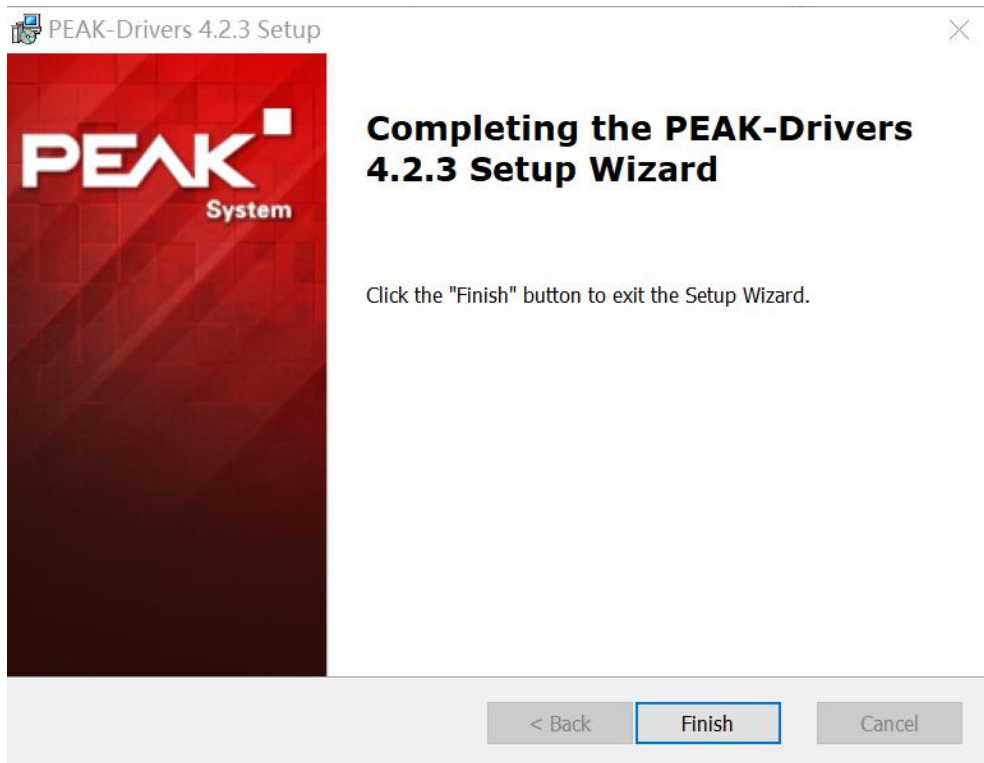 PEAK-Drivers 4.2.3 Setup
PEAK
System
Completing the PEAK-Drivers
4.2.3 Setup Wizard
Click the "Finish" button to exit the Setup Wizard.
< Back
Finish
Cancel